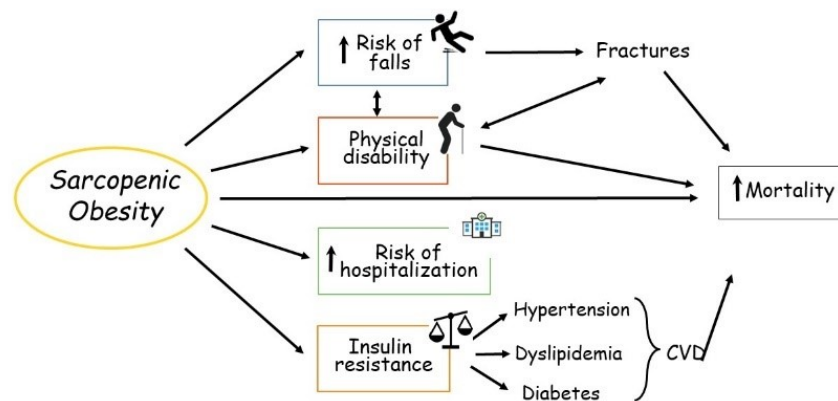 Risk of
falls
Fractures
Physical
disability
Sarcopenic
Obesity
Mortality
Risk of
hospitalization
Insulin
resistance
Hypertension
Dyslipidemia
Diabetes
CVD